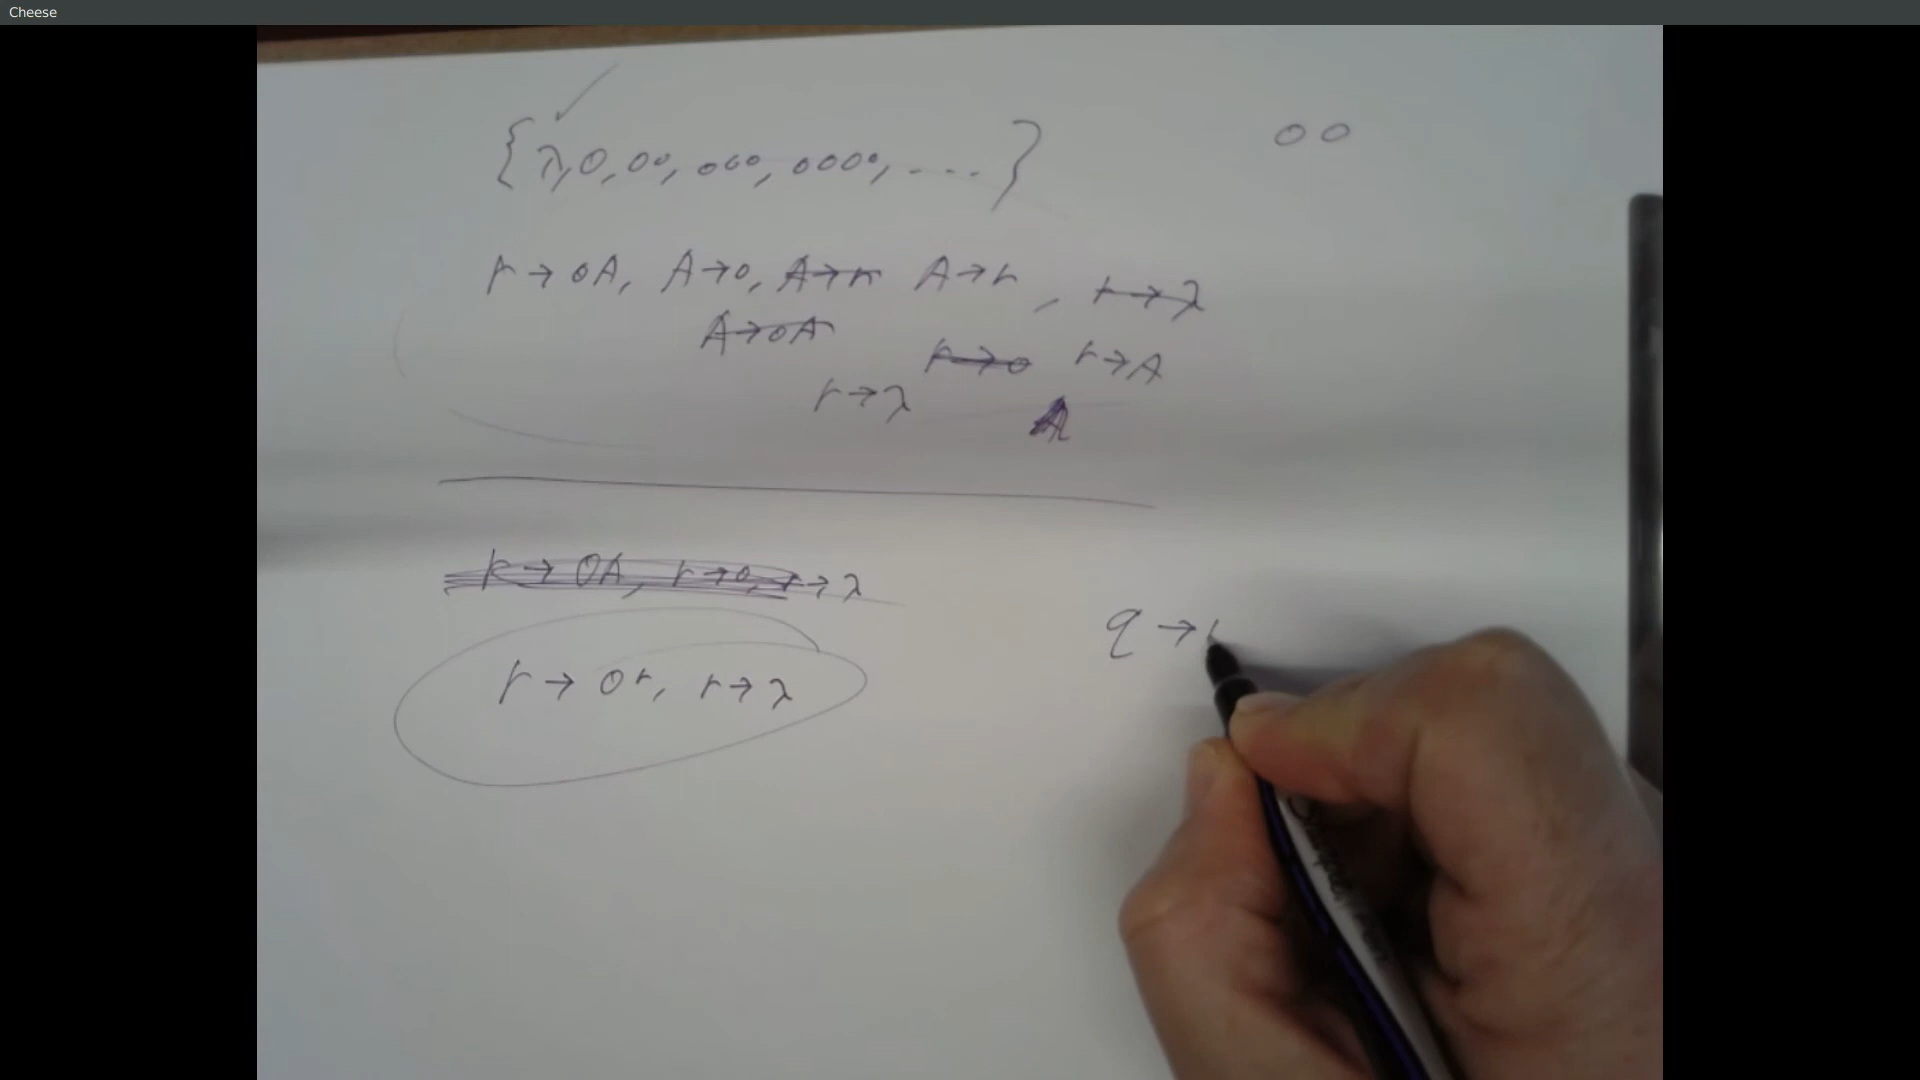 Cheese
{λ, 0, 00, 000, 0000, ....}
00
r → 0A, A → 0, A → r A → r, r → λ
A → 0A
r → 0 r → A
r → λ
A
r → 0A, r → 0, r → λ
q →
r → 0r, r → λ